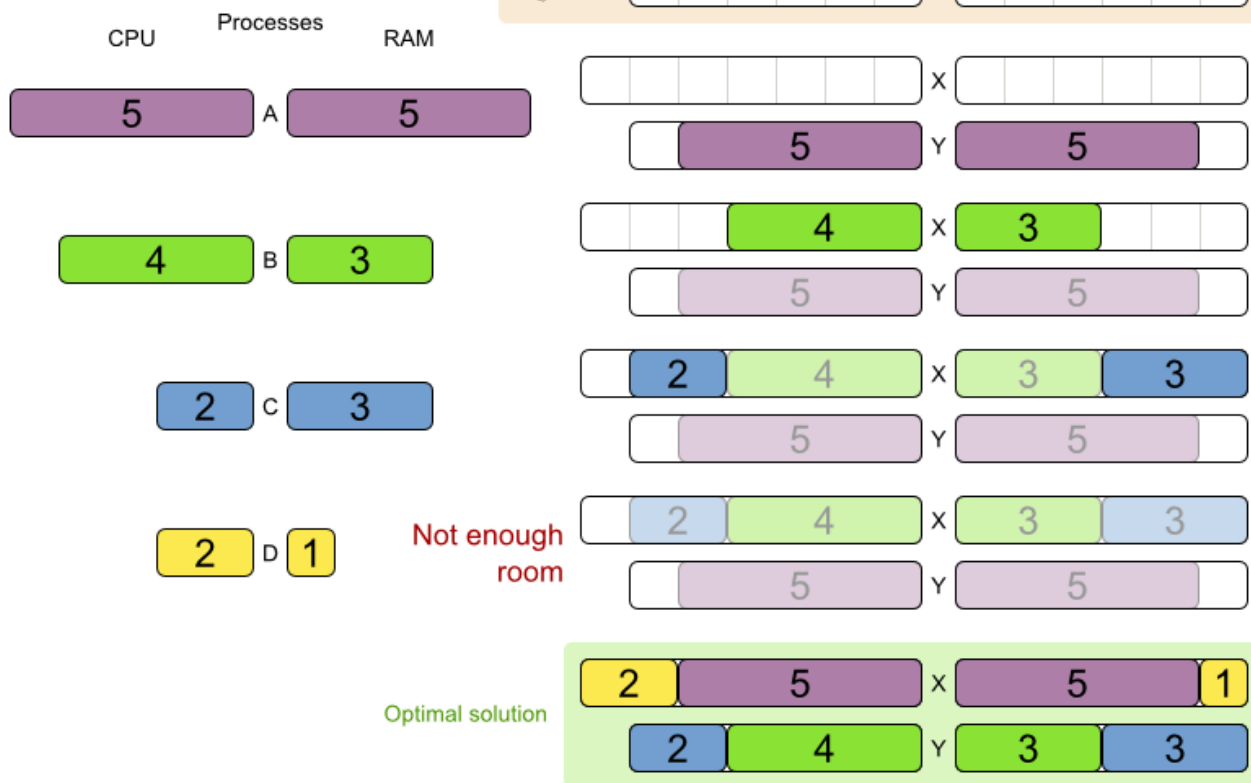 Processes
CPU RAM
X
5 A 5
5 Y 5
4 X 3
4 B 3
5 Y 5
2 4 X 3 3
2 C 3
5 Y 5
2 4 X 3 3
Not enough
room
2 D 1
5 Y 5
2 5 X 5 1
Optimal solution
2 4 Y 3 3